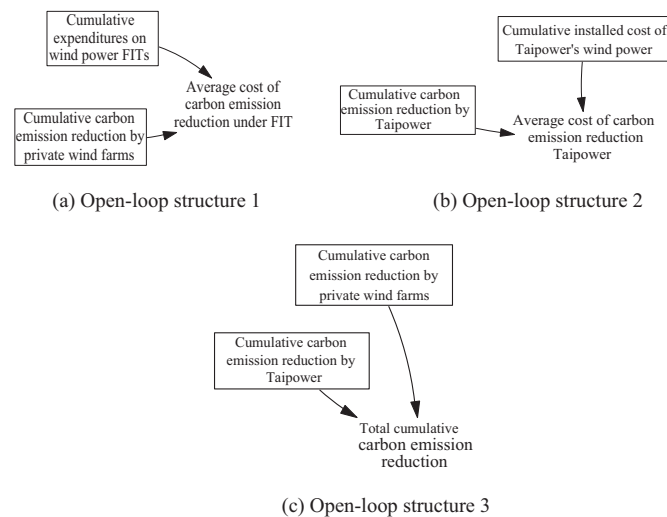 Cumulative
expenditures on
wind power FITs
Average cost of
carbon emission
reduction under FIT
Cumulative carbon
emission reduction by
private wind farms
(a) Open-loop structure 1
Cumulative installed cost of
Taipower's wind power
Cumulative carbon
emission reduction by
Taipower
Average cost of carbon
emission reduction
Taipower
(b) Open-loop structure 2
Cumulative carbon
emission reduction by
private wind farms
Cumulative carbon
emission reduction by
Taipower
Total cumulative
carbon emission
reduction
(c) Open-loop structure 3